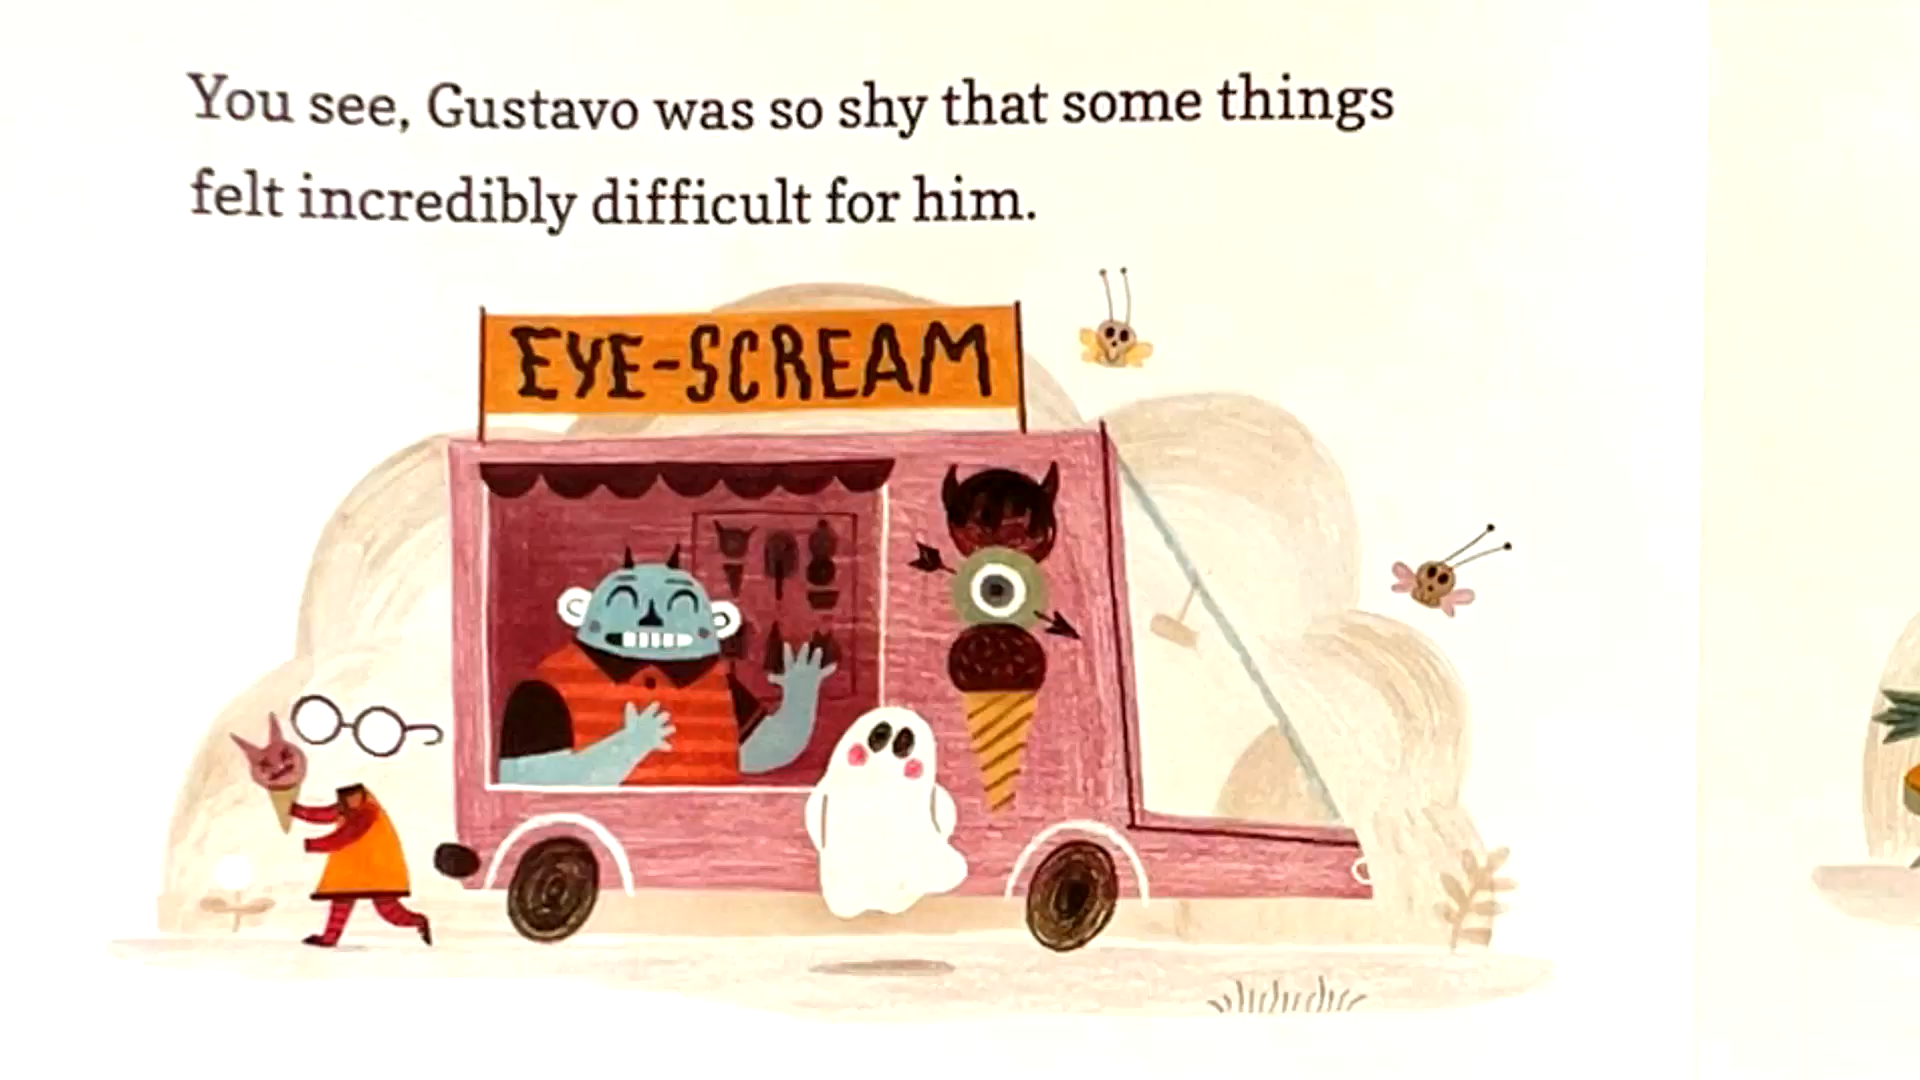 You see, Gustavo was so shy that some things
felt incredibly difficult for him.
EYE-SCREAM